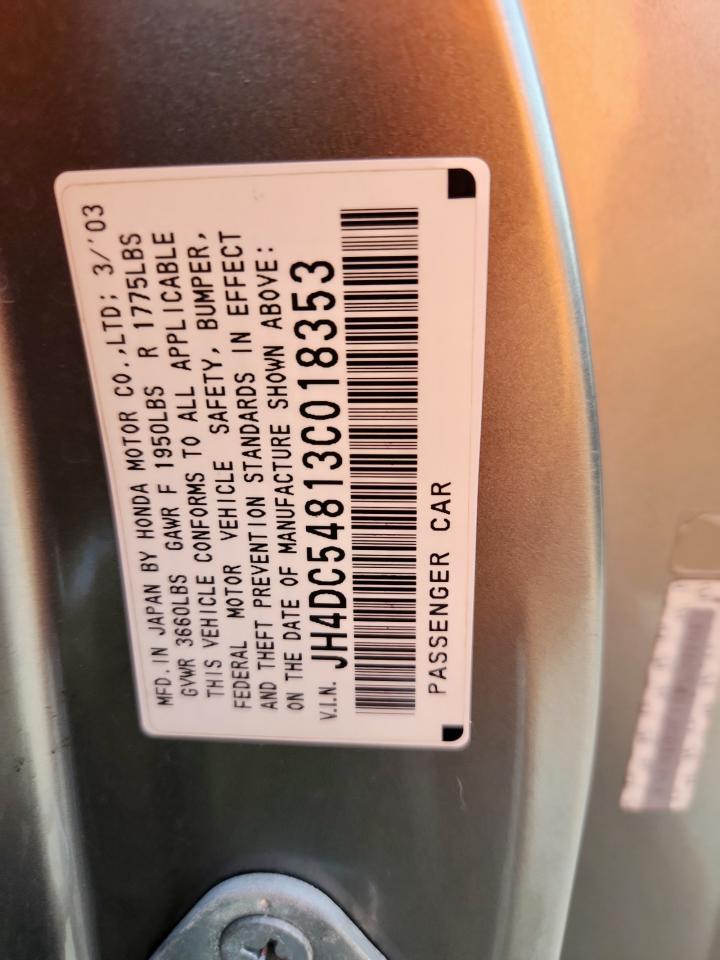 MFD. IN JAPAN BY HONDA MOTOR CO.,LTD; 3/'03
GVWR 3660LBS GAWR F 1950LBS R 1775LBS
THIS VEHICLE CONFORMS TO ALL APPLICABLE
FEDERAL MOTOR VEHICLE SAFETY, BUMPER,
AND THEFT PREVENTION STANDARDS IN EFFECT
ON THE DATE OF MANUFACTURE SHOWN ABOVE:
V.I.N. JH4DC54813C018353
PASSENGER CAR